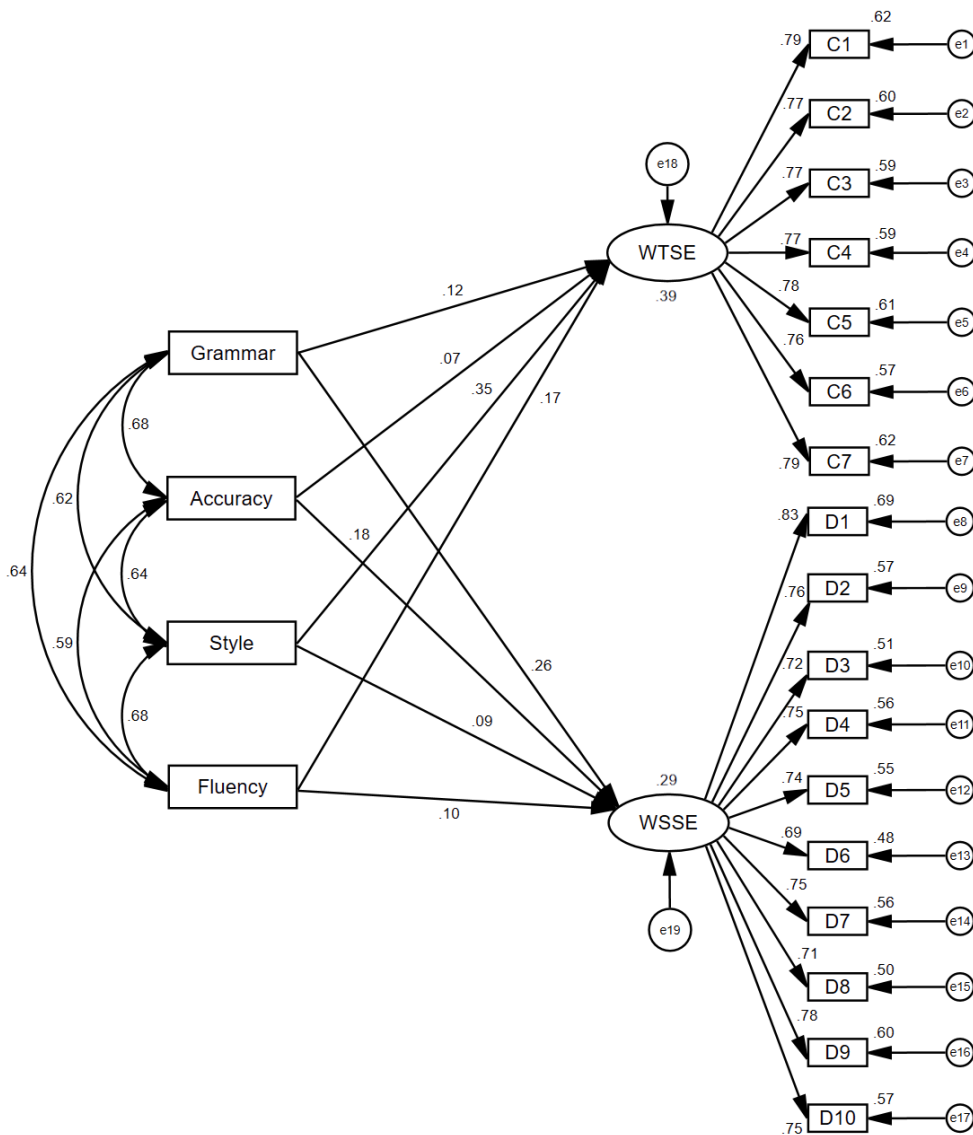 .62
.79
C1
e1
.77
.60
C2
e2
e18
.77
.59
C3
e3
WTSE
.77
.59
C4
e4
.39
.78
.61
C5
e5
.12
.76
.57
C6
e6
Grammar
.07
.35
.17
.62
C7
e7
.79
.68
Accuracy
.62
.18
.83
.69
D1
e8
.64
.64
.76
.57
D2
e9
.59
Style
.26
.72
.51
D3
e10
.68
.09
.75
.56
D4
e11
Fluency
.29
.74
.55
D5
e12
.10
WSSE
.69
.48
D6
e13
e19
.75
.56
D7
e14
.71
.50
D8
e15
.78
.60
D9
e16
.57
D10
e17
.75